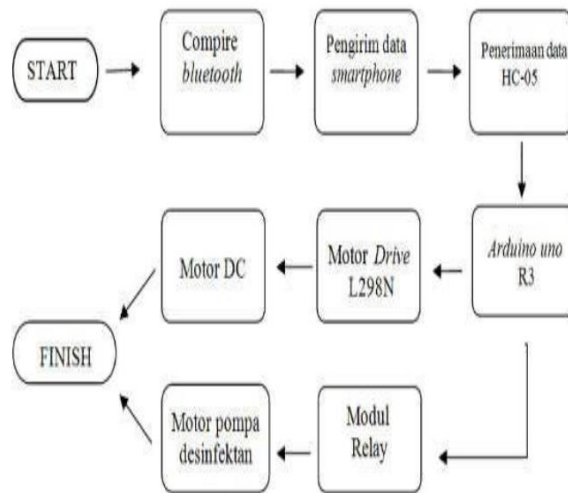 START
Compire
bluetooth
Pengirim data
smartphone
Penerimaan data
HC-05
Arduino uno
R3
Motor Drive
L298N
Motor DC
FINISH
Modul
Relay
Motor pompa
desinfektan